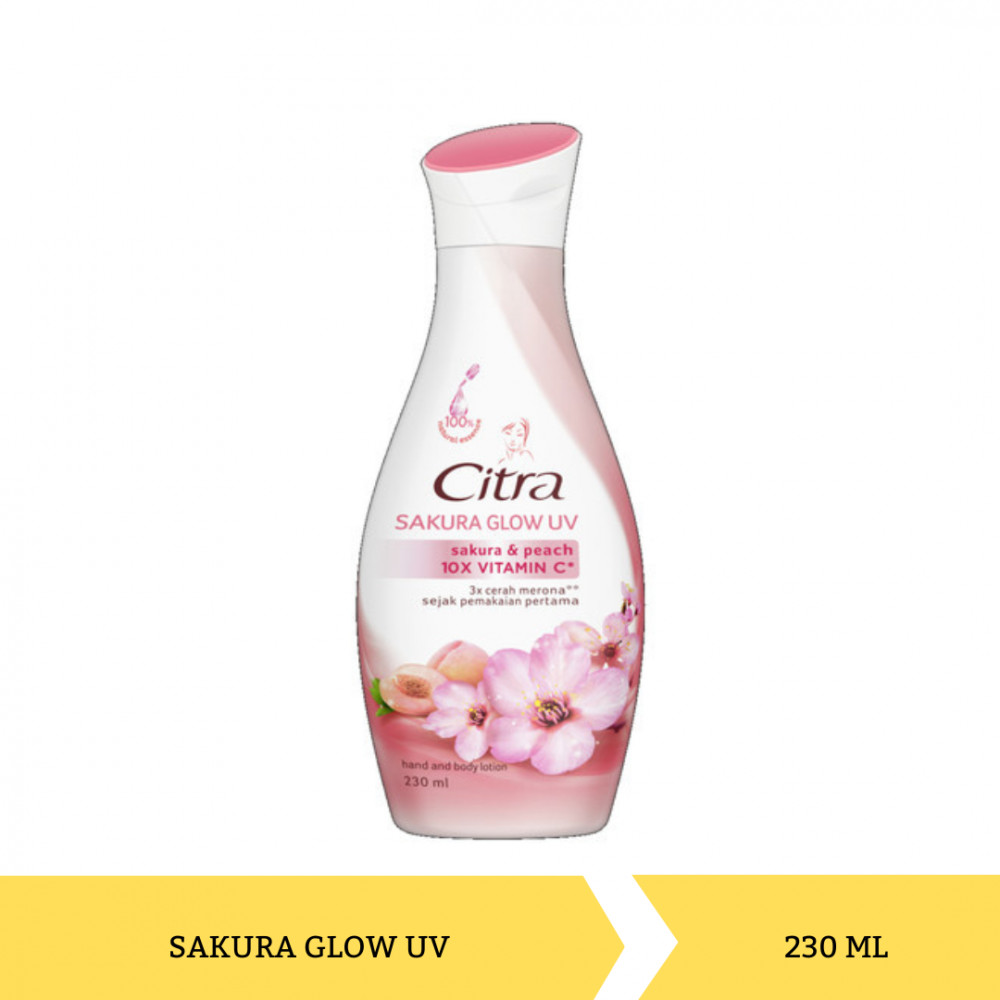 100%
natural essence
Citra
SAKURA GLOW UV
sakura & peach
10X VITAMIN C*
3x cerah merona**
sejak pemakaian pertama
hand and body lotion
230 ml
SAKURA GLOW UV
230 ML